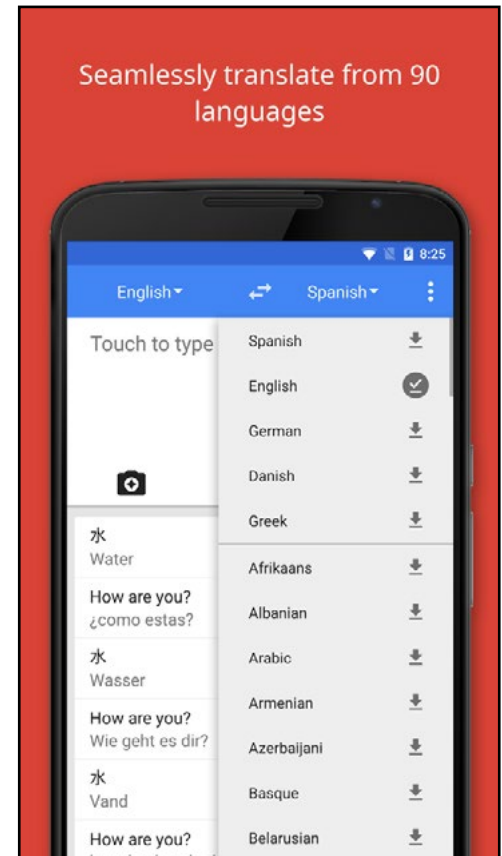 Seamlessly translate from 90
languages
8:25
English
Spanish
Touch to type
Spanish
English
German
Danish
Greek
Afrikaans
Albanian
Arabic
Armenian
Azerbaijani
Basque
Belarusian
水
Water
How are you?
¿como estas?
水
Wasser
How are you?
Wie geht es dir?
水
Vand
How are you?